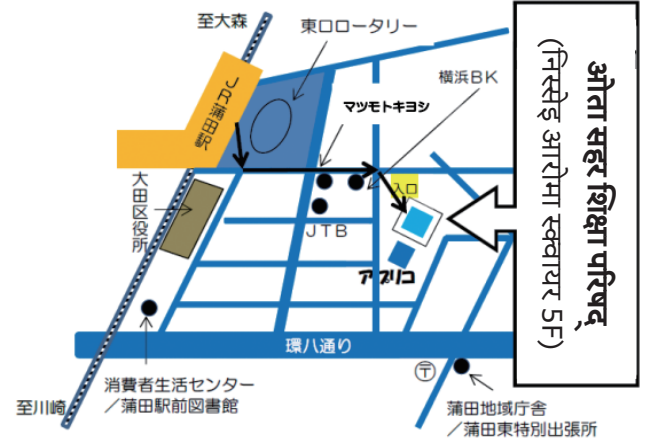 至大森
東口ロータリー
JR蒲田駅
横浜BK
マツモトキヨシ
入口
大田区役所
JTB
アプリコ
環八通り
消費者生活センター
／蒲田駅前図書館
至川崎
〒
蒲田地域庁舎
／蒲田東特別出張所
ओता सहर शिक्षा परिषद्
(निस्सेइ आरोमा स्क्वायर 5F)